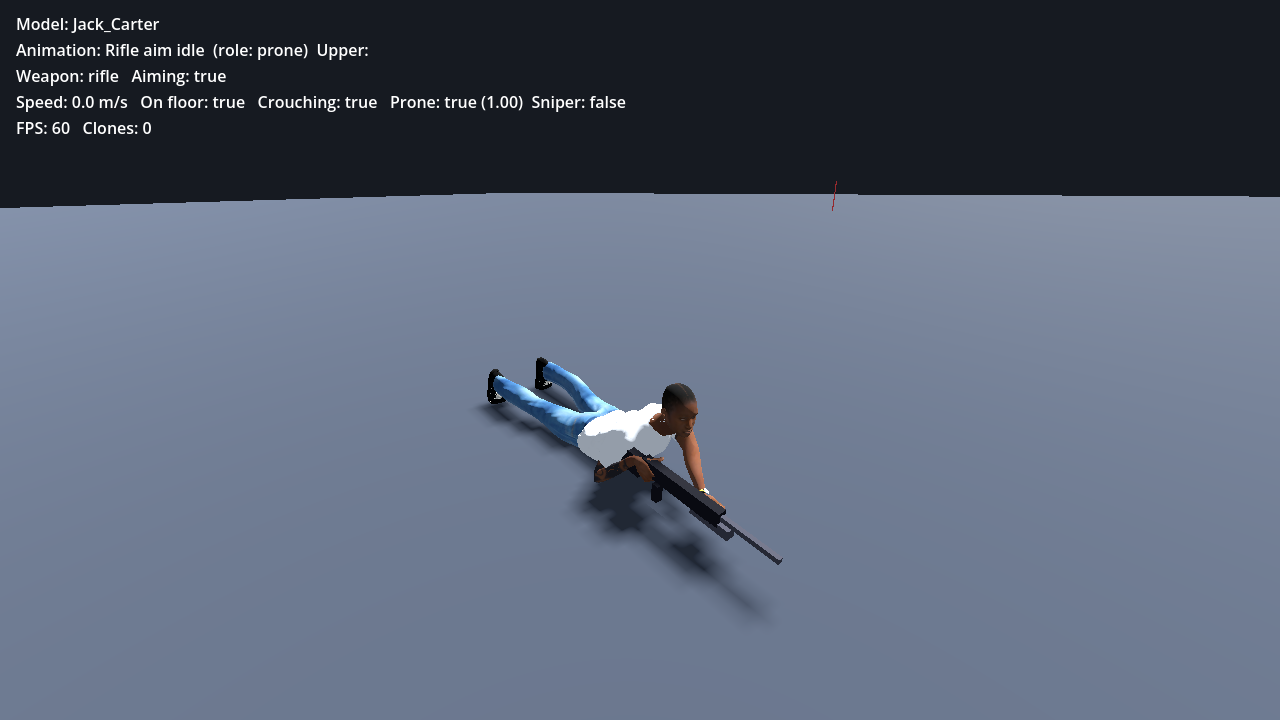 Model: Jack_Carter
Animation: Rifle aim idle  (role: prone)  Upper:
Weapon: rifle   Aiming: true
Speed: 0.0 m/s   On floor: true   Crouching: true   Prone: true (1.00)  Sniper: false
FPS: 60   Clones: 0